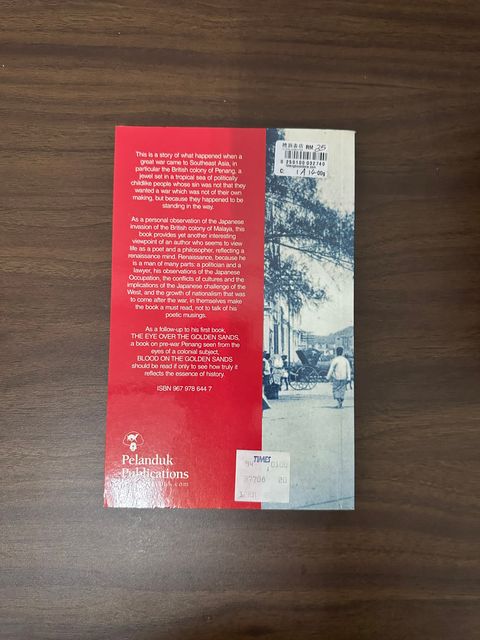 This is a story of what happened when a
great war came to Southeast Asia, in
particular the British colony of Penang, a
jewel set in a tropical sea of politically
childlike people whose sin was not that they
wanted a war which was not of their own
making, but because they happened to be
standing in the way.
As a personal observation of the Japanese
invasion of the British colony of Malaya, this
book provides yet another interesting
viewpoint of an author who seems to view
life as a poet and a philosopher, reflecting a
renaissance mind. Renaissance, because he
is a man of many parts: a politician and a
lawyer, his observations of the Japanese
Occupation, the conflicts of cultures and the
implications of the Japanese challenge of the
West, and the growth of nationalism that was
to come after the war, in themselves make
the book a must read, not to talk of his
poetic musings.
As a follow-up to his first book,
THE EYE OVER THE GOLDEN SANDS,
a book on pre-war Penang seen from the
eyes of a colonial subject,
BLOOD ON THE GOLDEN SANDS
should be read if only to see how truly it
reflects the essence of history.
ISBN 967 978 644 7
Pelanduk
Publications
RM 25
TIMES